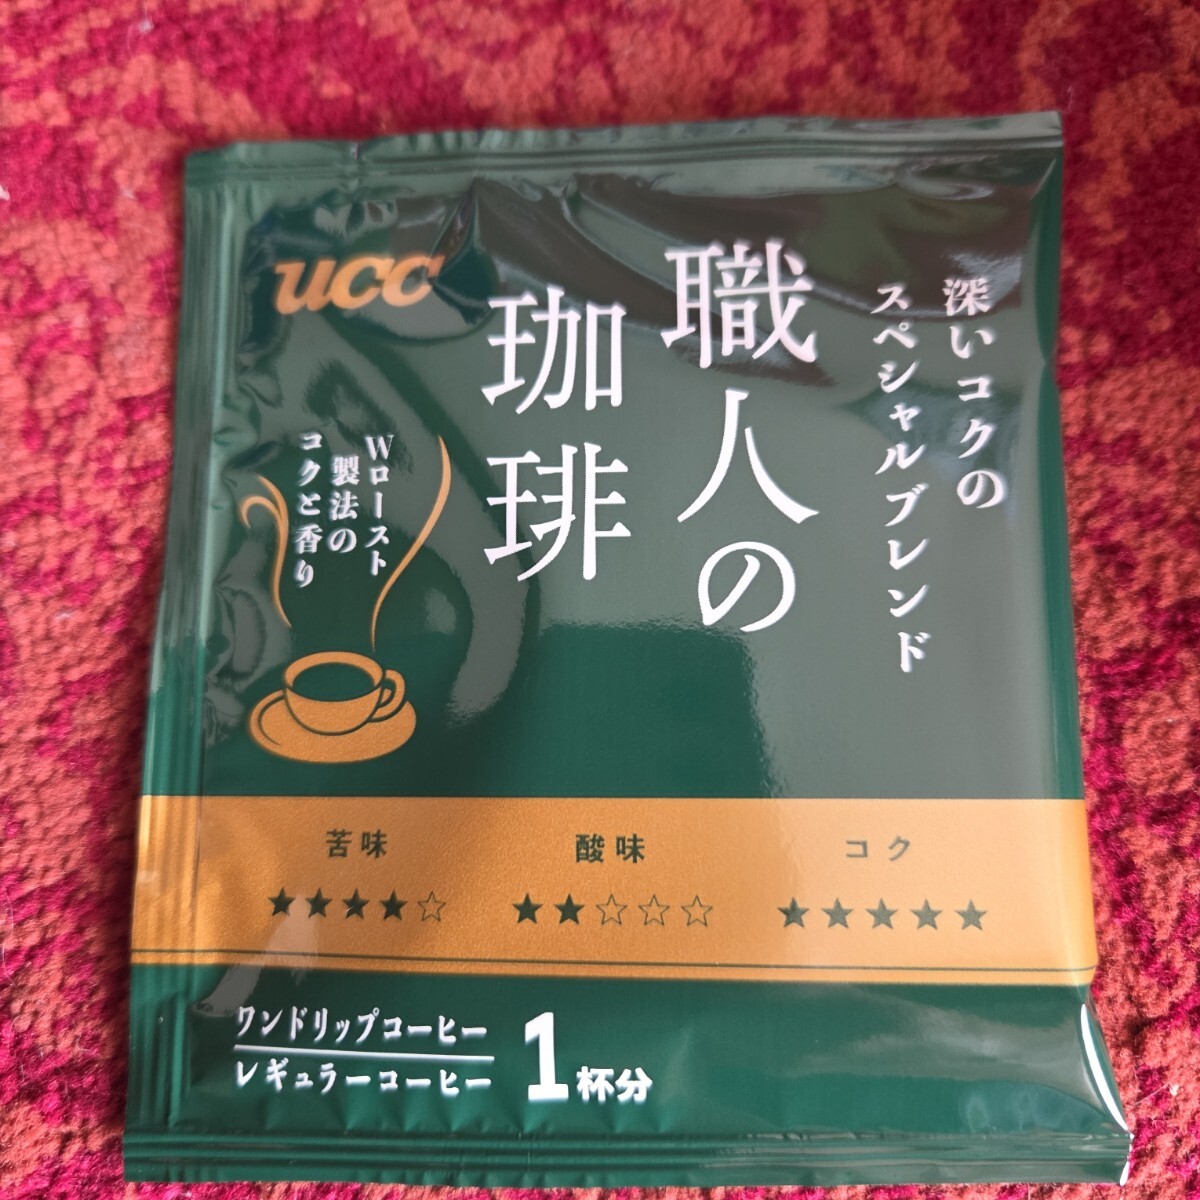 深いコクの
スペシャルブレンド
職人の
珈琲
ucc
Wロースト
製法の
コクと香り
苦味 酸味 コク
★★★★☆ ★★☆☆☆ ★★★★★
ワンドリップコーヒー
レギュラーコーヒー
1杯分